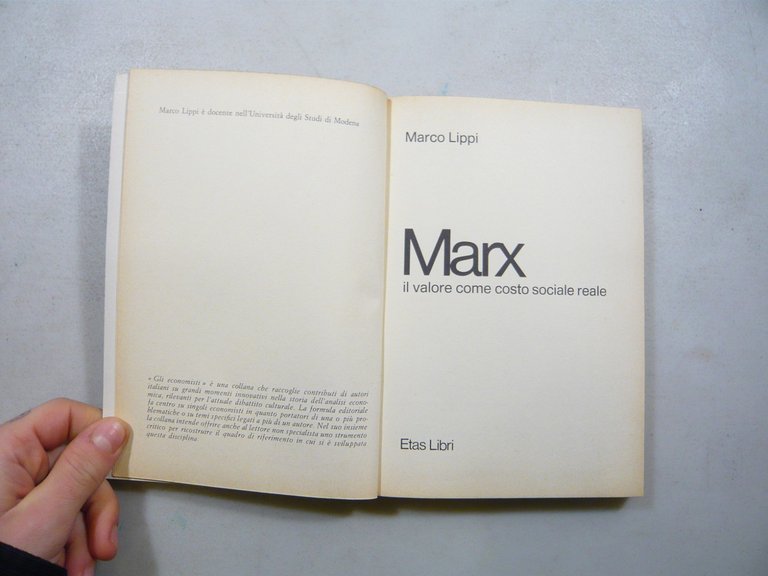 Marco Lippi è docente nell'Università degli Studi di Modena
« Gli economisti » è una collana che raccoglie contributi di autori
italiani su grandi momenti innovativi nella storia dell'analisi econo-
mica, rilevanti per l'attuale dibattito culturale. La formula editoriale
fa centro su singoli economisti in quanto portatori di una o più pro-
blematiche o su temi specifici legati a più di un autore. Nel suo insieme
la collana intende offrire anche al lettore non specialista uno strumento
critico per ricostruire il quadro di riferimento in cui si è sviluppata
questa disciplina
Marco Lippi
Marx
il valore come costo sociale reale
Etas Libri